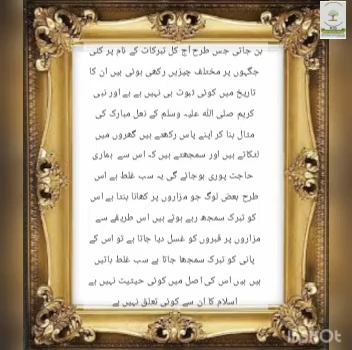 بن جاتی جس طرح آج کل تبرکات کے نام پر کئی
جگہوں پر مختلف چیزیں رکھی ہوئی ہیں ان کا
تاریخ میں کوئی ثبوت ہی نہیں ہے ہے اور نبی
کریم صلی اللہ علیہ وسلم کے نعل مبارک کی
مثال بنا کر اپنے پاس رکھتے ہیں گھروں میں
لٹکاتے ہیں اور سمجھتے ہیں کہ اس سے ہماری
حاجت پوری ہوجائے گی یہ سب غلط ہے اس
طرح بعض لوگ جو مزاروں پر کھانا بنتا ہے اس
کو تبرک سمجھ رہے ہوتے ہیں اس طریقے سے
مزاروں پر قبروں کو غسل دیا جاتا ہے تو اس کے
پانی کو تبرک سمجھا جاتا ہے سب غلط باتیں
ہیں ہیں اس کی اصل میں کوئی حیثیت نہیں ہے
اسلام کا ان سے کوئی تعلق نہیں ہے